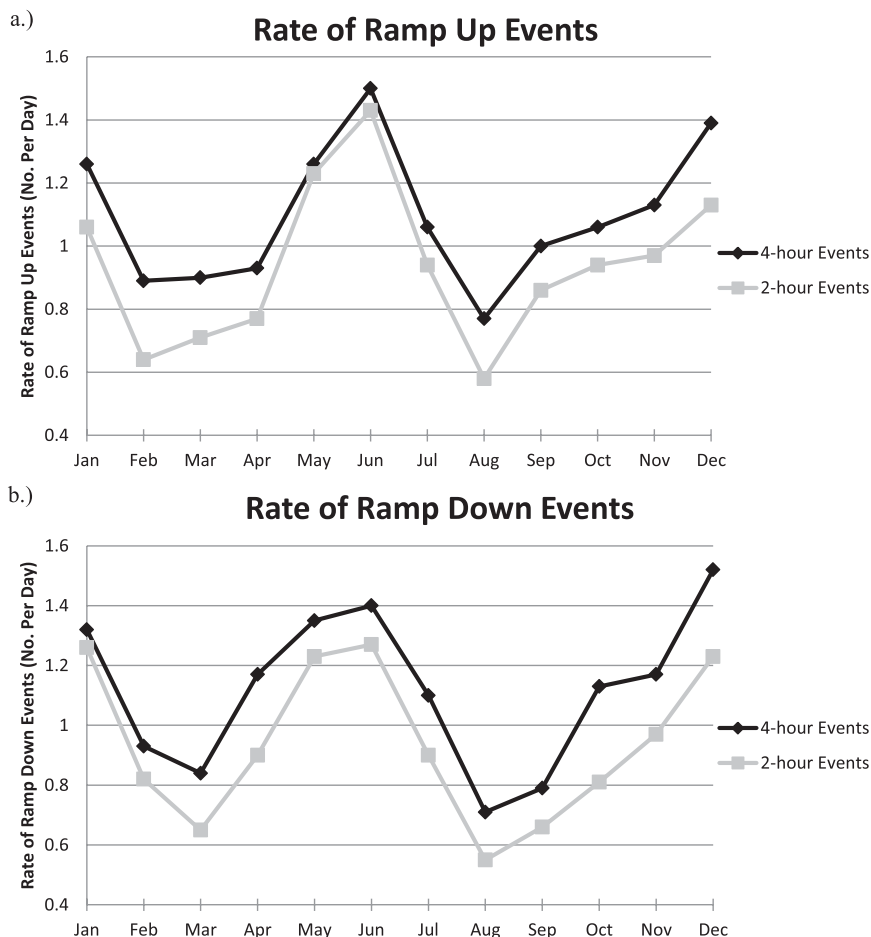 a.)
Rate of Ramp Up Events
Rate of Ramp Up Events (No. Per Day)
1.6
1.4
1.2
1
0.8
0.6
0.4
Jan Feb Mar Apr May Jun Jul Aug Sep Oct Nov Dec
4-hour Events
2-hour Events
b.)
Rate of Ramp Down Events
Rate of Ramp Down Events (No. Per Day)
1.6
1.4
1.2
1
0.8
0.6
0.4
Jan Feb Mar Apr May Jun Jul Aug Sep Oct Nov Dec
4-hour Events
2-hour Events